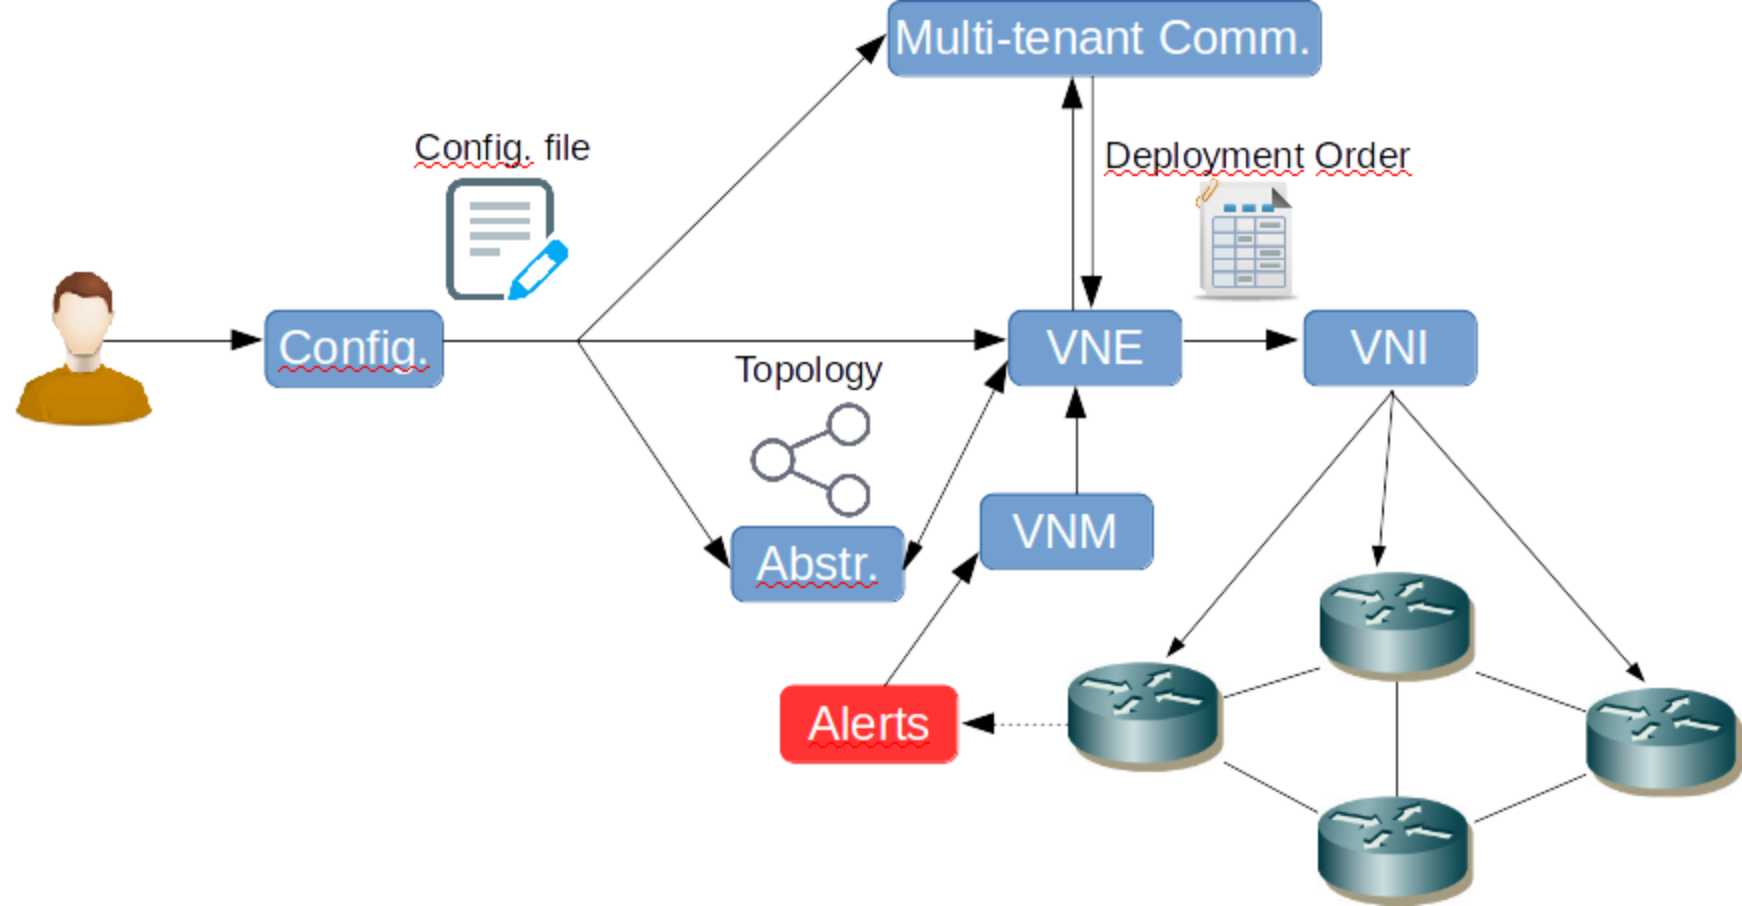 Multi-tenant Comm.
Config. file
Deployment Order
Config.
VNE
VNI
Topology
VNM
Abstr.
Alerts